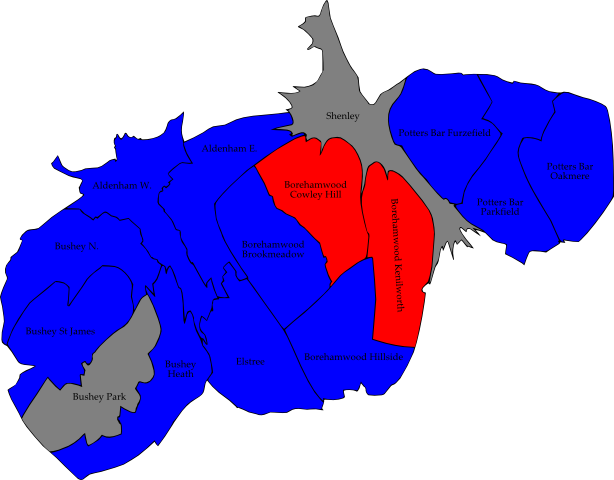 Shenley
Potters Bar Furzefield
Aldenham E.
Potters Bar
Oakmere
Aldenham W.
Borehamwood
Cowley Hill
Potters Bar
Parkfield
Borehamwood Kenilworth
Bushey N.
Borehamwood
Brookmeadow
Bushey St James
Borehamwood Hillside
Elstree
Bushey
Heath
Bushey Park